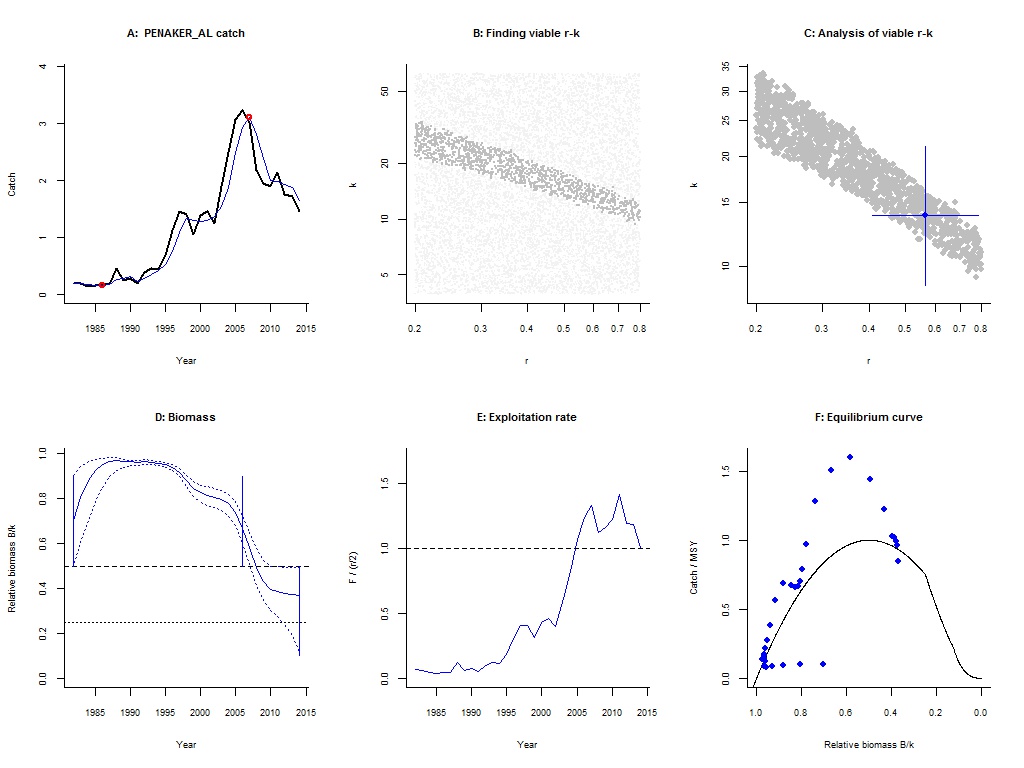 A: PENAKER_AL catch
4
3
2
1
0
Catch
1985 1990 1995 2000 2005 2010 2015
Year
B: Finding viable r-k
50
20
10
5
k
0.2 0.3 0.4 0.5 0.6 0.7 0.8
r
C: Analysis of viable r-k
35
30
25
20
15
10
k
0.2 0.3 0.4 0.5 0.6 0.7 0.8
r
D: Biomass
1.0
0.8
0.6
0.4
0.2
0.0
Relative biomass B/k
1985 1990 1995 2000 2005 2010 2015
Year
E: Exploitation rate
1.5
1.0
0.5
0.0
F / (r/2)
1985 1990 1995 2000 2005 2010 2015
Year
F: Equilibrium curve
1.5
1.0
0.5
0.0
Catch / MSY
1.0 0.8 0.6 0.4 0.2 0.0
Relative biomass B/k